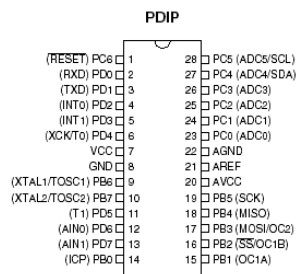 PDIP
(RESET) PC6 1 28 PC5 (ADC5/SCL)
(RXD) PD0 2 27 PC4 (ADC4/SDA)
(TXD) PD1 3 26 PC3 (ADC3)
(INT0) PD2 4 25 PC2 (ADC2)
(INT1) PD3 5 24 PC1 (ADC1)
(XCK/T0) PD4 6 23 PC0 (ADC0)
VCC 7 22 AGND
GND 8 21 AREF
(XTAL1/TOSC1) PB6 9 20 AVCC
(XTAL2/TOSC2) PB7 10 19 PB5 (SCK)
(T1) PD5 11 18 PB4 (MISO)
(AIN0) PD6 12 17 PB3 (MOSI/OC2)
(AIN1) PD7 13 16 PB2 (SS/OC1B)
(ICP) PB0 14 15 PB1 (OC1A)